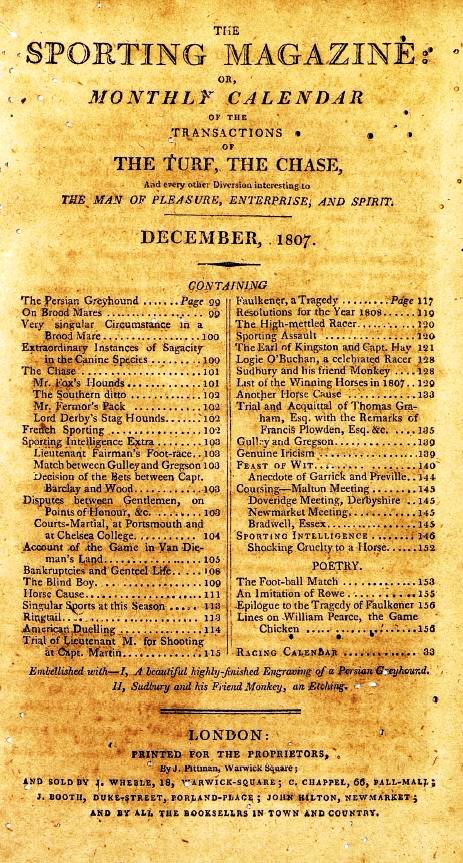 THE
SPORTING MAGAZINE:
OR,
MONTHLY CALENDAR
OF THE
TRANSACTIONS
OF
THE TURF, THE CHASE,
And every other Diversion interesting to
THE MAN OF PLEASURE, ENTERPRISE, AND SPIRIT.
DECEMBER, 1807.
CONTAINING
The Persian Greyhound .......Page 99
On Brood Mares ................ 99
Very singular Circumstance in a
Brood Mare...................100
Extraordinary Instances of Sagacity
in the Canine Species .........100
The Chase .....................101
Mr. Fox's Hounds..............101
The Southern ditto ............102
Mr. Fermor's Pack .............102
Lord Derby's Stag Hounds.......102
French Sporting ................102
Sporting Intelligence Extra.......103
Lieutenant Fairman's Foot-race..103
Match between Gulley and Gregson 103
Decision of the Bets between Capt.
Barclay and Wood.............103
Disputes between Gentlemen, on
Points of Honour, &c. .........103
Courts-Martial, at Portsmouth and
at Chelsea College............. 104
Account of the Game in Van Die-
man's Land...................105
Bankruptcies and Genteel Life....108
The Blind Boy..................109
Horse Cause....................111
Singular Sports at this Season ....113
Ringtail........................113
American Duelling ..............114
Trial of Lieutenant M. for Shooting
at Capt. Martin................115
Faulkener, a Tragedy .........Page 117
Resolutions for the Year 1808......119
The High-mettled Racer..........120
Sporting Assault ................120
The Earl of Kingston and Capt. Hay 121
Logie O'Buchan, a celebrated Racer 128
Sudbury and his friend Monkey ....128
List of the Winning Horses in 1807..129
Another Horse Cause ............133
Trial and Acquittal of Thomas Gra-
ham, Esq. with the Remarks of
Francis Plowden, Esq. &c. .....135
Gulley and Gregson..............139
Genuine Iricism .................139
FEAST OF WIT..................140
Anecdote of Garrick and Preville..144
Coursing—Malton Meeting........145
Doveridge Meeting, Derbyshire ..145
Newmarket Meeting............145
Bradwell, Essex................145
SPORTING INTELLIGENCE .........146
Shocking Cruelty to a Horse.....152
POETRY.
The Foot-ball Match ............153
An Imitation of Rowe ...........155
Epilogue to the Tragedy of Faulkener 156
Lines on William Pearce, the Game
Chicken .....................156
RACING CALENDAR .............. 33
Embellished with—I, A beautiful highly-finished Engraving of a Persian Greyhound.
II, Sudbury and his Friend Monkey, an Etching.
LONDON:
PRINTED FOR THE PROPRIETORS,
By J. Pittman, Warwick Square;
AND SOLD BY J. WHEBLE, 18, WARWICK-SQUARE; C. CHAPPEL, 66, PALL-MALL;
J. BOOTH, DUKE-STREET, PORLAND-PLACE; JOHN HILTON, NEWMARKET;
AND BY ALL THE BOOKSELLRS IN TOWN AND COUNTRY.